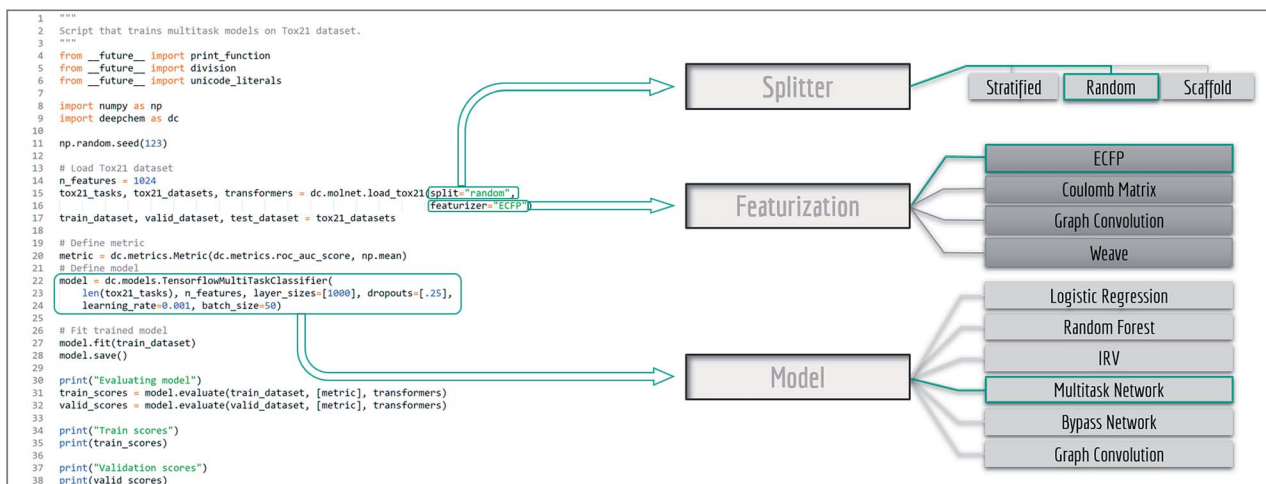 1 """
2 Script that trains multitask models on Tox21 dataset.
3 """
4 from __future__ import print_function
5 from __future__ import division
6 from __future__ import unicode_literals
7
8 import numpy as np
9 import deepchem as dc
10
11 np.random.seed(123)
12
13 # Load Tox21 dataset
14 n_features = 1024
15 tox21_tasks, tox21_datasets, transformers = dc.molnet.load_tox21(split="random",
16 featurizer="ECFP")
17 train_dataset, valid_dataset, test_dataset = tox21_datasets
18
19 # Define metric
20 metric = dc.metrics.Metric(dc.metrics.roc_auc_score, np.mean)
21 # Define model
22 model = dc.models.TensorflowMultiTaskClassifier(
23 len(tox21_tasks), n_features, layer_sizes=[1000], dropouts=[.25],
24 learning_rate=0.001, batch_size=50)
25
26 # Fit trained model
27 model.fit(train_dataset)
28 model.save()
29
30 print("Evaluating model")
31 train_scores = model.evaluate(train_dataset, [metric], transformers)
32 valid_scores = model.evaluate(valid_dataset, [metric], transformers)
33
34 print("Train scores")
35 print(train_scores)
36
37 print("Validation scores")
38 print(valid_scores)
Splitter
Stratified
Random
Scaffold
Featurization
ECFP
Coulomb Matrix
Graph Convolution
Weave
Model
Logistic Regression
Random Forest
IRV
Multitask Network
Bypass Network
Graph Convolution